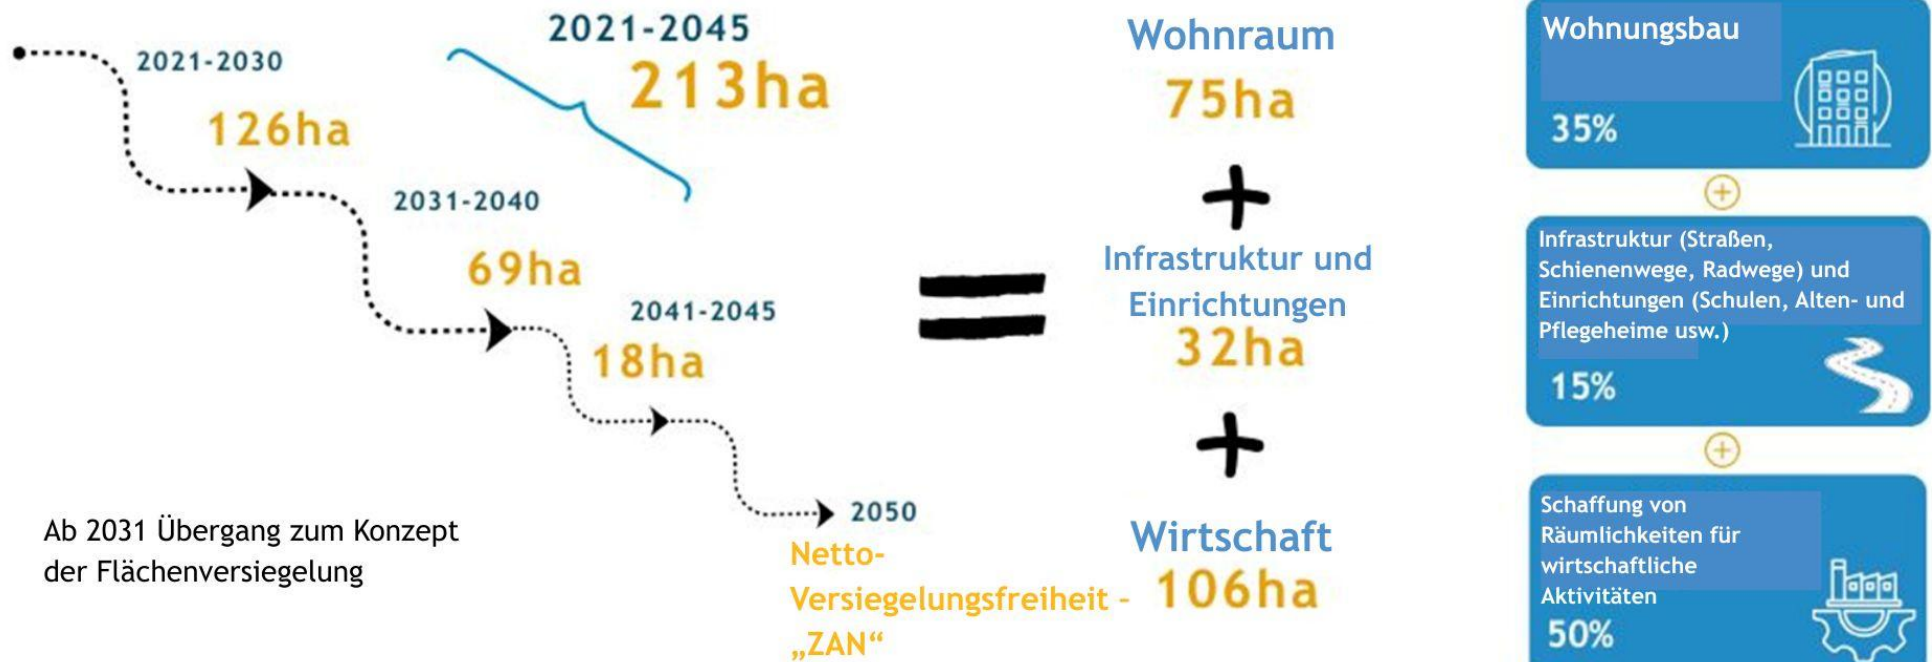 2021-2030
126ha
2021-2045
213ha
2031-2040
69ha
2041-2045
18ha
2050
Netto-
Versiegelungsfreiheit –
„ZAN“
Ab 2031 Übergang zum Konzept
der Flächenversiegelung
=
Wohnraum
75ha
+
Infrastruktur und
Einrichtungen
32ha
+
Wirtschaft
106ha
Wohnungsbau
35%
+
Infrastruktur (Straßen,
Schienenwege, Radwege) und
Einrichtungen (Schulen, Alten- und
Pflegeheime usw.)
15%
+
Schaffung von
Räumlichkeiten für
wirtschaftliche
Aktivitäten
50%